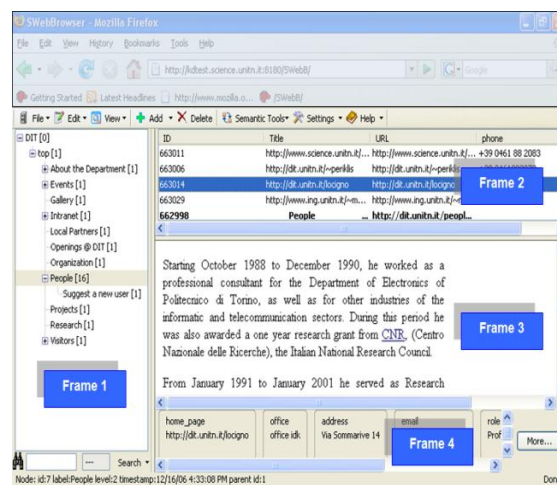 SWebBrowser - Mozilla Firefox
File Edit View History Bookmarks Tools Help
http://kdtest.science.unitn.it:8180/SWebB/
Google
Getting Started Latest Headlines http://www.mozilla.o... /SWebB/
File Edit View Add Delete Semantic Tools Settings Help
DIT [0]
top [1]
About the Department [1]
Events [1]
Gallery [1]
Intranet [1]
Local Partners [1]
Openings @ DIT [1]
Organization [1]
People [16]
Suggest a new user [1]
Projects [1]
Research [1]
Visitors [1]
Frame 1
ID Title URL phone
663011 http://www.science.unitn.it/... http://www.science.unitn.it/... +39 0461 88 2083
663006 http://dit.unitn.it/~periklis http://dit.unitn.it/~periklis
663014 http://dit.unitn.it/locigno http://dit.unitn.it/locigno
663029 http://www.ing.unitn.it/~m... http://www.ing.unitn.it/~m...
662998 People http://dit.unitn.it/peopl...
Frame 2
Starting October 1988 to December 1990, he worked as a
professional consultant for the Department of Electronics of
Politecnico di Torino, as well as for other industries of the
informatic and telecommunication sectors. During this period he
was also awarded a one year research grant from CNR, (Centro
Nazionale delle Ricerche), the Italian National Research Council.
From January 1991 to January 2001 he served as Research
Frame 3
home_page office address email role
http://dit.unitn.it/locigno office idk Via Sommarive 14 Prof
Frame 4
More...
--- Search
Node: id:7 label:People level:2 timestamp:12/16/06 4:33:08 PM parent id:1
Don